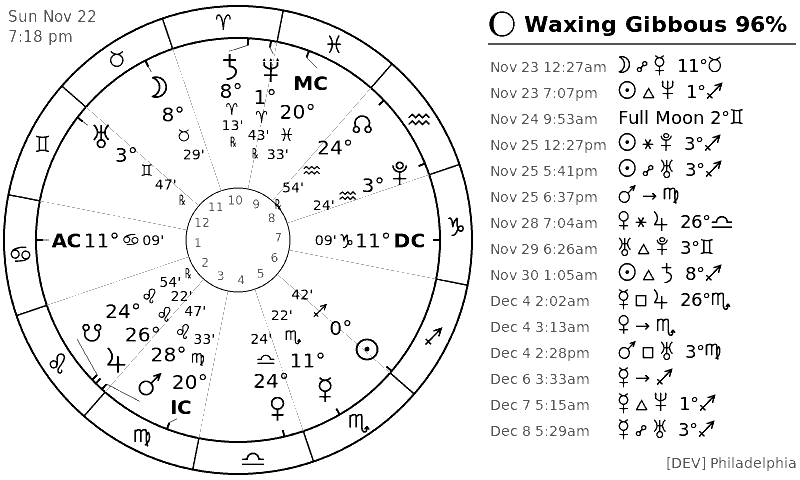 Sun Nov 22
7:18 pm
Waxing Gibbous 96%
Nov 23 12:27am ☽ ☍ ☿ 11°♉
Nov 23 7:07pm ☉ △ ♆ 1°♐
Nov 24 9:53am Full Moon 2°♊
Nov 25 12:27pm ☉ ⚹ ⯓ 3°♐
Nov 25 5:41pm ☉ ☍ ♅ 3°♐
Nov 25 6:37pm ♂ → ♍
Nov 28 7:04am ♀ ⚹ ♃ 26°♎
Nov 29 6:26am ♅ △ ⯓ 3°♊
Nov 30 1:05am ☉ △ ♄ 8°♐
Dec 4 2:02am ☿ □ ♃ 26°♏
Dec 4 3:13am ♀ → ♏
Dec 4 2:28pm ♂ □ ♅ 3°♍
Dec 6 3:33am ☿ → ♐
Dec 7 5:15am ☿ △ ♆ 1°♐
Dec 8 5:29am ☿ ☍ ♅ 3°♐
[DEV] Philadelphia
♈
♉
♊
♋
♌
♍
♎
♏
♐
♑
♒
♓
☽ 8° ♉ 29'
♄ 8° ♈ 13' ℞
♆ 1° ♈ 43' ℞
MC 20° ♓ 33'
☊ 24° ♒ 54' ℞
⯓ 3° ♒ 24'
♅ 3° ♊ 47' ℞
AC 11° ♋ 09'
09' ♑ 11° DC
☋ 24° ♌ 54' ℞
♃ 26° ♌ 22'
♂ 28° ♌ 47'
IC 20° ♍ 33'
♀ 24° ♎ 24'
☿ 11° ♏ 22'
☉ 0° ♐ 42'
1
2
3
4
5
6
7
8
9
10
11
12